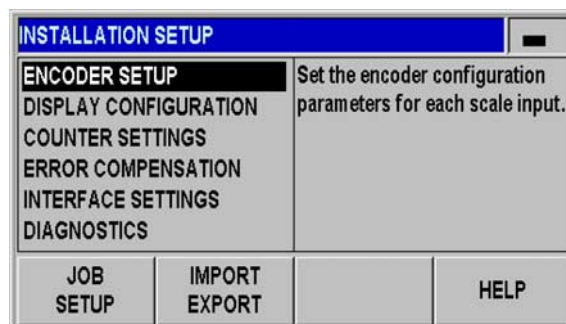 INSTALLATION SETUP
ENCODER SETUP
DISPLAY CONFIGURATION
COUNTER SETTINGS
ERROR COMPENSATION
INTERFACE SETTINGS
DIAGNOSTICS
Set the encoder configuration
parameters for each scale input.
JOB
SETUP
IMPORT
EXPORT
HELP